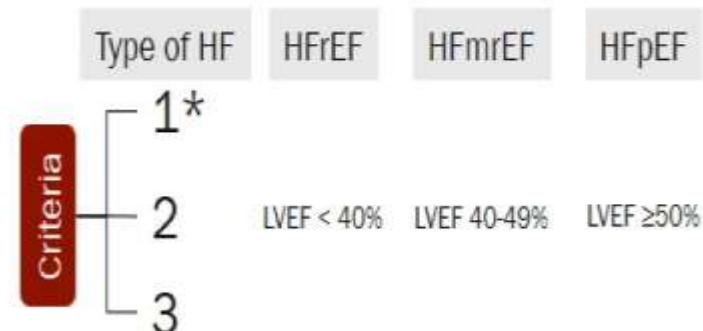 Type of HF HFrEF HFmrEF HFpEF
Criteria
1*
2 LVEF < 40% LVEF 40-49% LVEF ≥50%
3